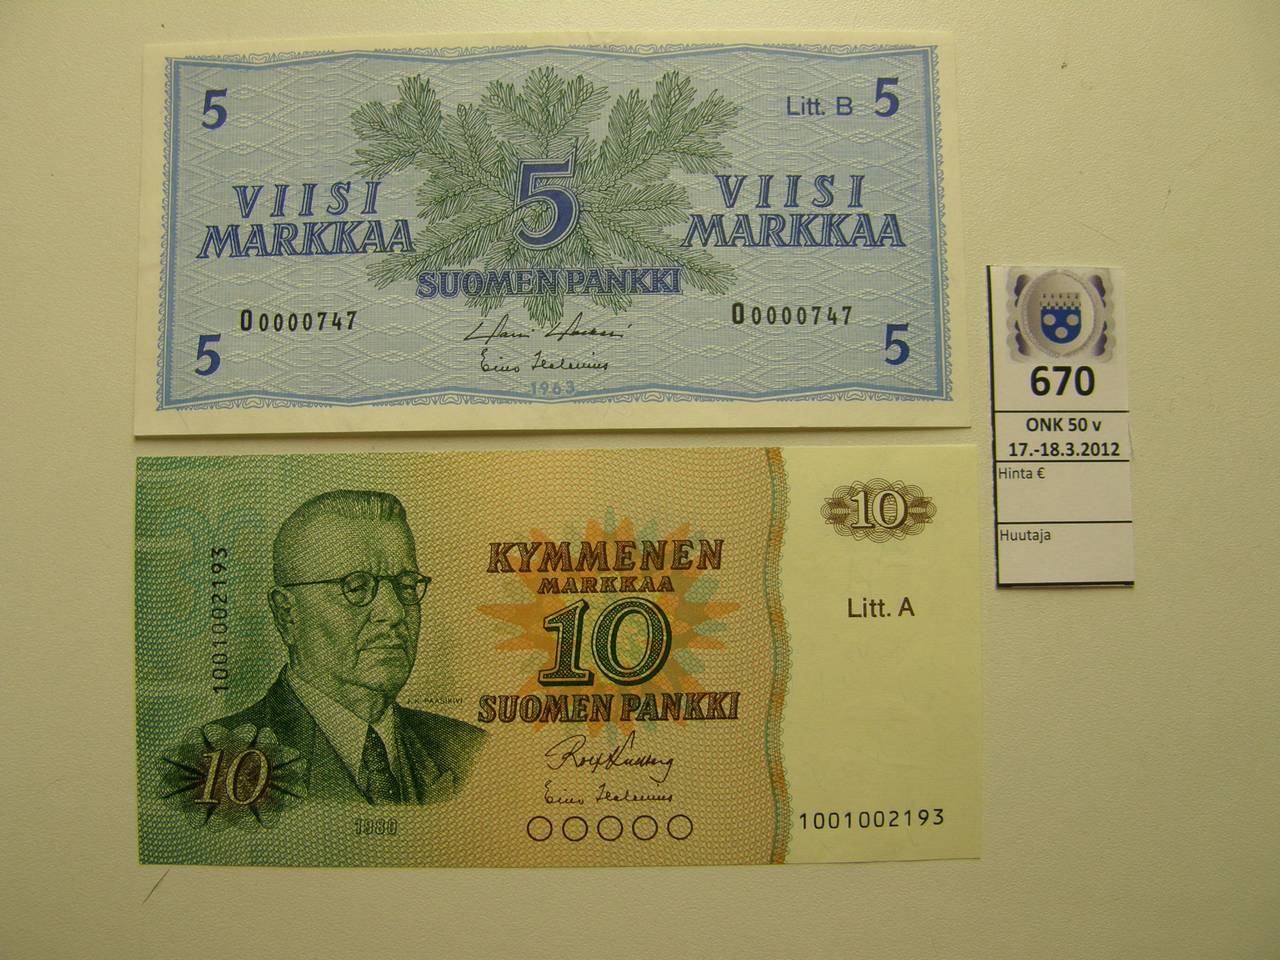 5
Litt. B 5
5
VIISI
MARKKAA
VIISI
MARKKAA
SUOMEN PANKKI
O0000747
O0000747
5
5
1963
670
ONK 50 v
17.-18.3.2012
Hinta €
Huutaja
10
KYMMENEN
MARKKAA
10
SUOMEN PANKKI
Litt. A
1001002193
J.K. PAASIKIVI
10
1980
1001002193